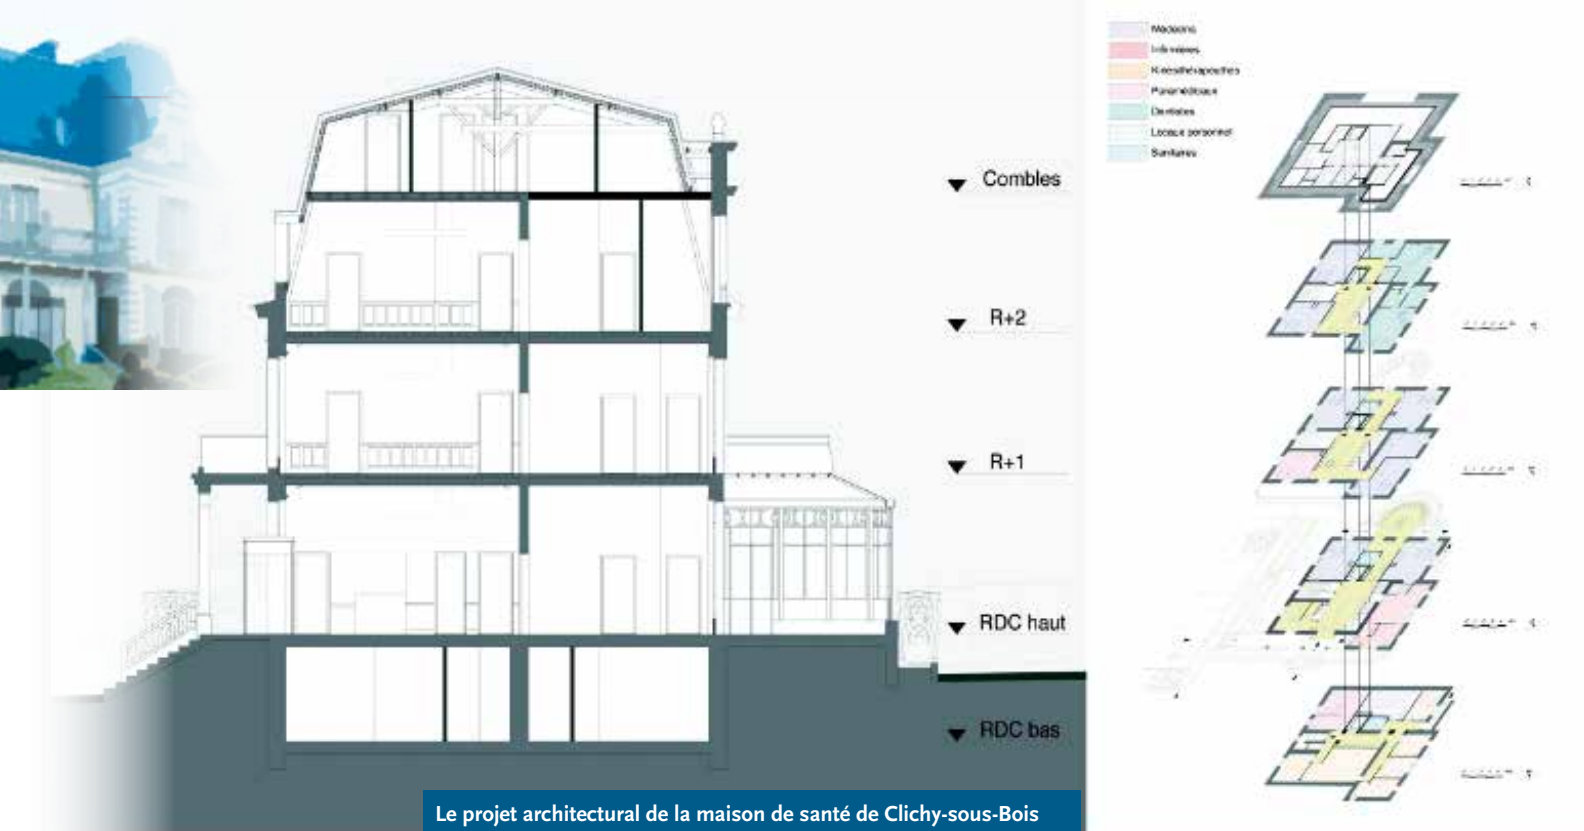 Médecins
Infirmières
Kinésithérapeuthes
Paramédicaux
Dentistes
Locaux personnel
Sanitaires
Combles
R+2
R+1
RDC haut
RDC bas
Le projet architectural de la maison de santé de Clichy-sous-Bois